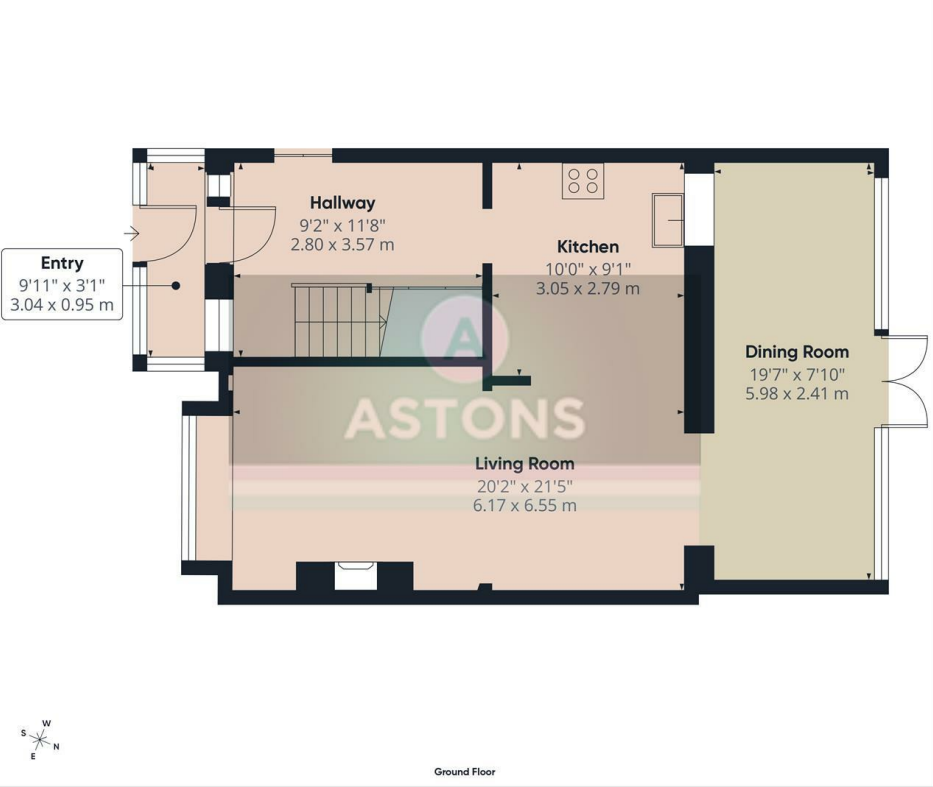 Hallway
9'2" x 11'8"
2.80 x 3.57 m
Kitchen
10'0" x 9'1"
3.05 x 2.79 m
Entry
9'11" x 3'1"
3.04 x 0.95 m
Dining Room
19'7" x 7'10"
5.98 x 2.41 m
A
ASTONS
Living Room
20'2" x 21'5"
6.17 x 6.55 m
W
S
N
E
Ground Floor